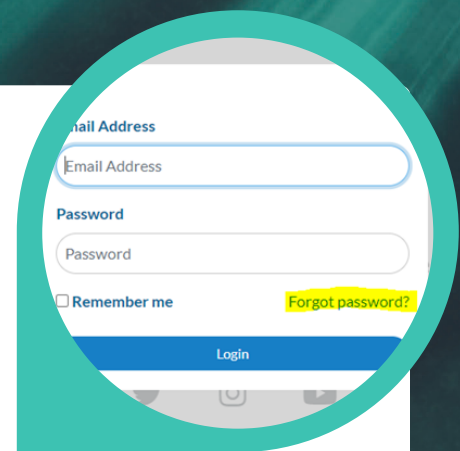 Email Address
Email Address
Password
Password
Remember me
Forgot password?
Login